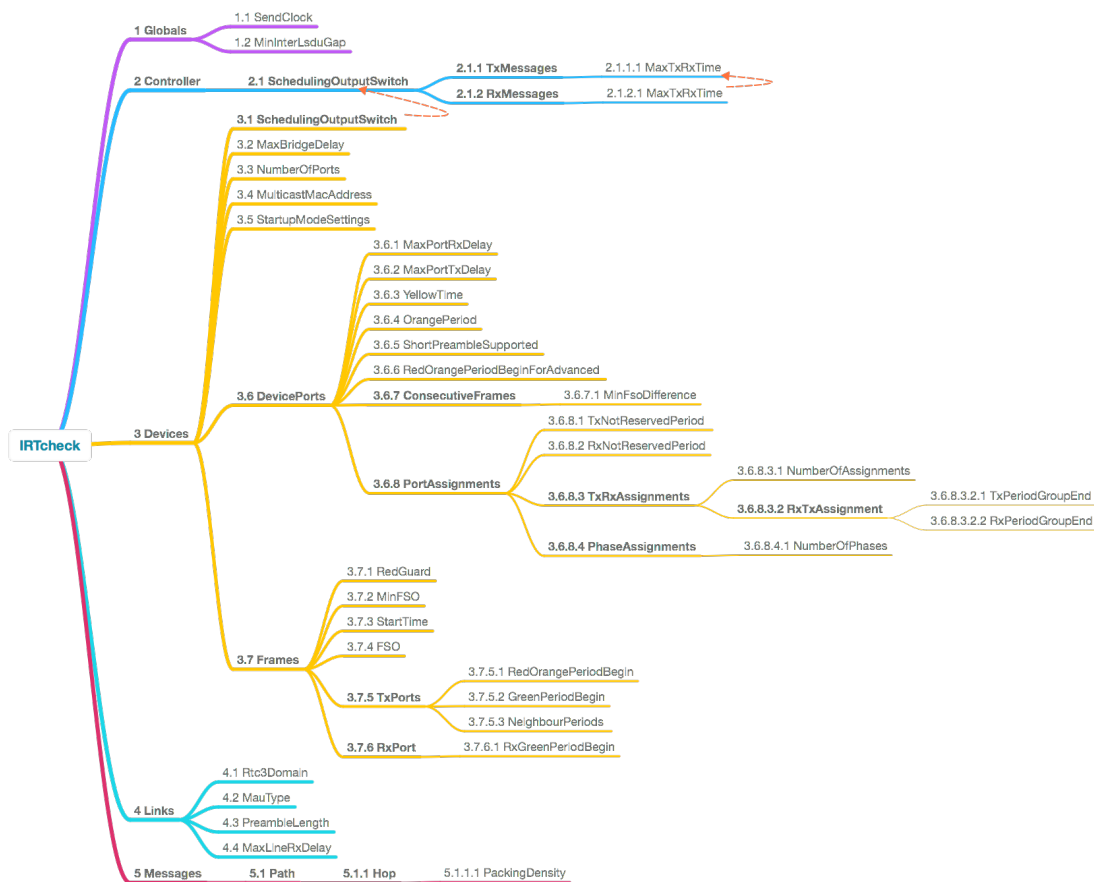 1 Globals
1.1 SendClock
1.2 MinInterLsduGap
2 Controller
2.1 SchedulingOutputSwitch
2.1.1 TxMessages
2.1.1.1 MaxTxRxTime
2.1.2 RxMessages
2.1.2.1 MaxTxRxTime
3.1 SchedulingOutputSwitch
3.2 MaxBridgeDelay
3.3 NumberOfPorts
3.4 MulticastMacAddress
3.5 StartupModeSettings
3.6.1 MaxPortRxDelay
3.6.2 MaxPortTxDelay
3.6.3 YellowTime
3.6.4 OrangePeriod
3.6.5 ShortPreambleSupported
3.6.6 RedOrangePeriodBeginForAdvanced
3.6 DevicePorts
3.6.7 ConsecutiveFrames
3.6.7.1 MinFsoDifference
3.6.8.1 TxNotReservedPeriod
3.6.8.2 RxNotReservedPeriod
IRTcheck
3 Devices
3.6.8 PortAssignments
3.6.8.3 TxRxAssignments
3.6.8.3.1 NumberOfAssignments
3.6.8.3.2 RxTxAssignment
3.6.8.3.2.1 TxPeriodGroupEnd
3.6.8.3.2.2 RxPeriodGroupEnd
3.6.8.4 PhaseAssignments
3.6.8.4.1 NumberOfPhases
3.7.1 RedGuard
3.7.2 MinFSO
3.7.3 StartTime
3.7.4 FSO
3.7 Frames
3.7.5 TxPorts
3.7.5.1 RedOrangePeriodBegin
3.7.5.2 GreenPeriodBegin
3.7.5.3 NeighbourPeriods
3.7.6 RxPort
3.7.6.1 RxGreenPeriodBegin
4 Links
4.1 Rtc3Domain
4.2 MauType
4.3 PreambleLength
4.4 MaxLineRxDelay
5 Messages
5.1 Path
5.1.1 Hop
5.1.1.1 PackingDensity